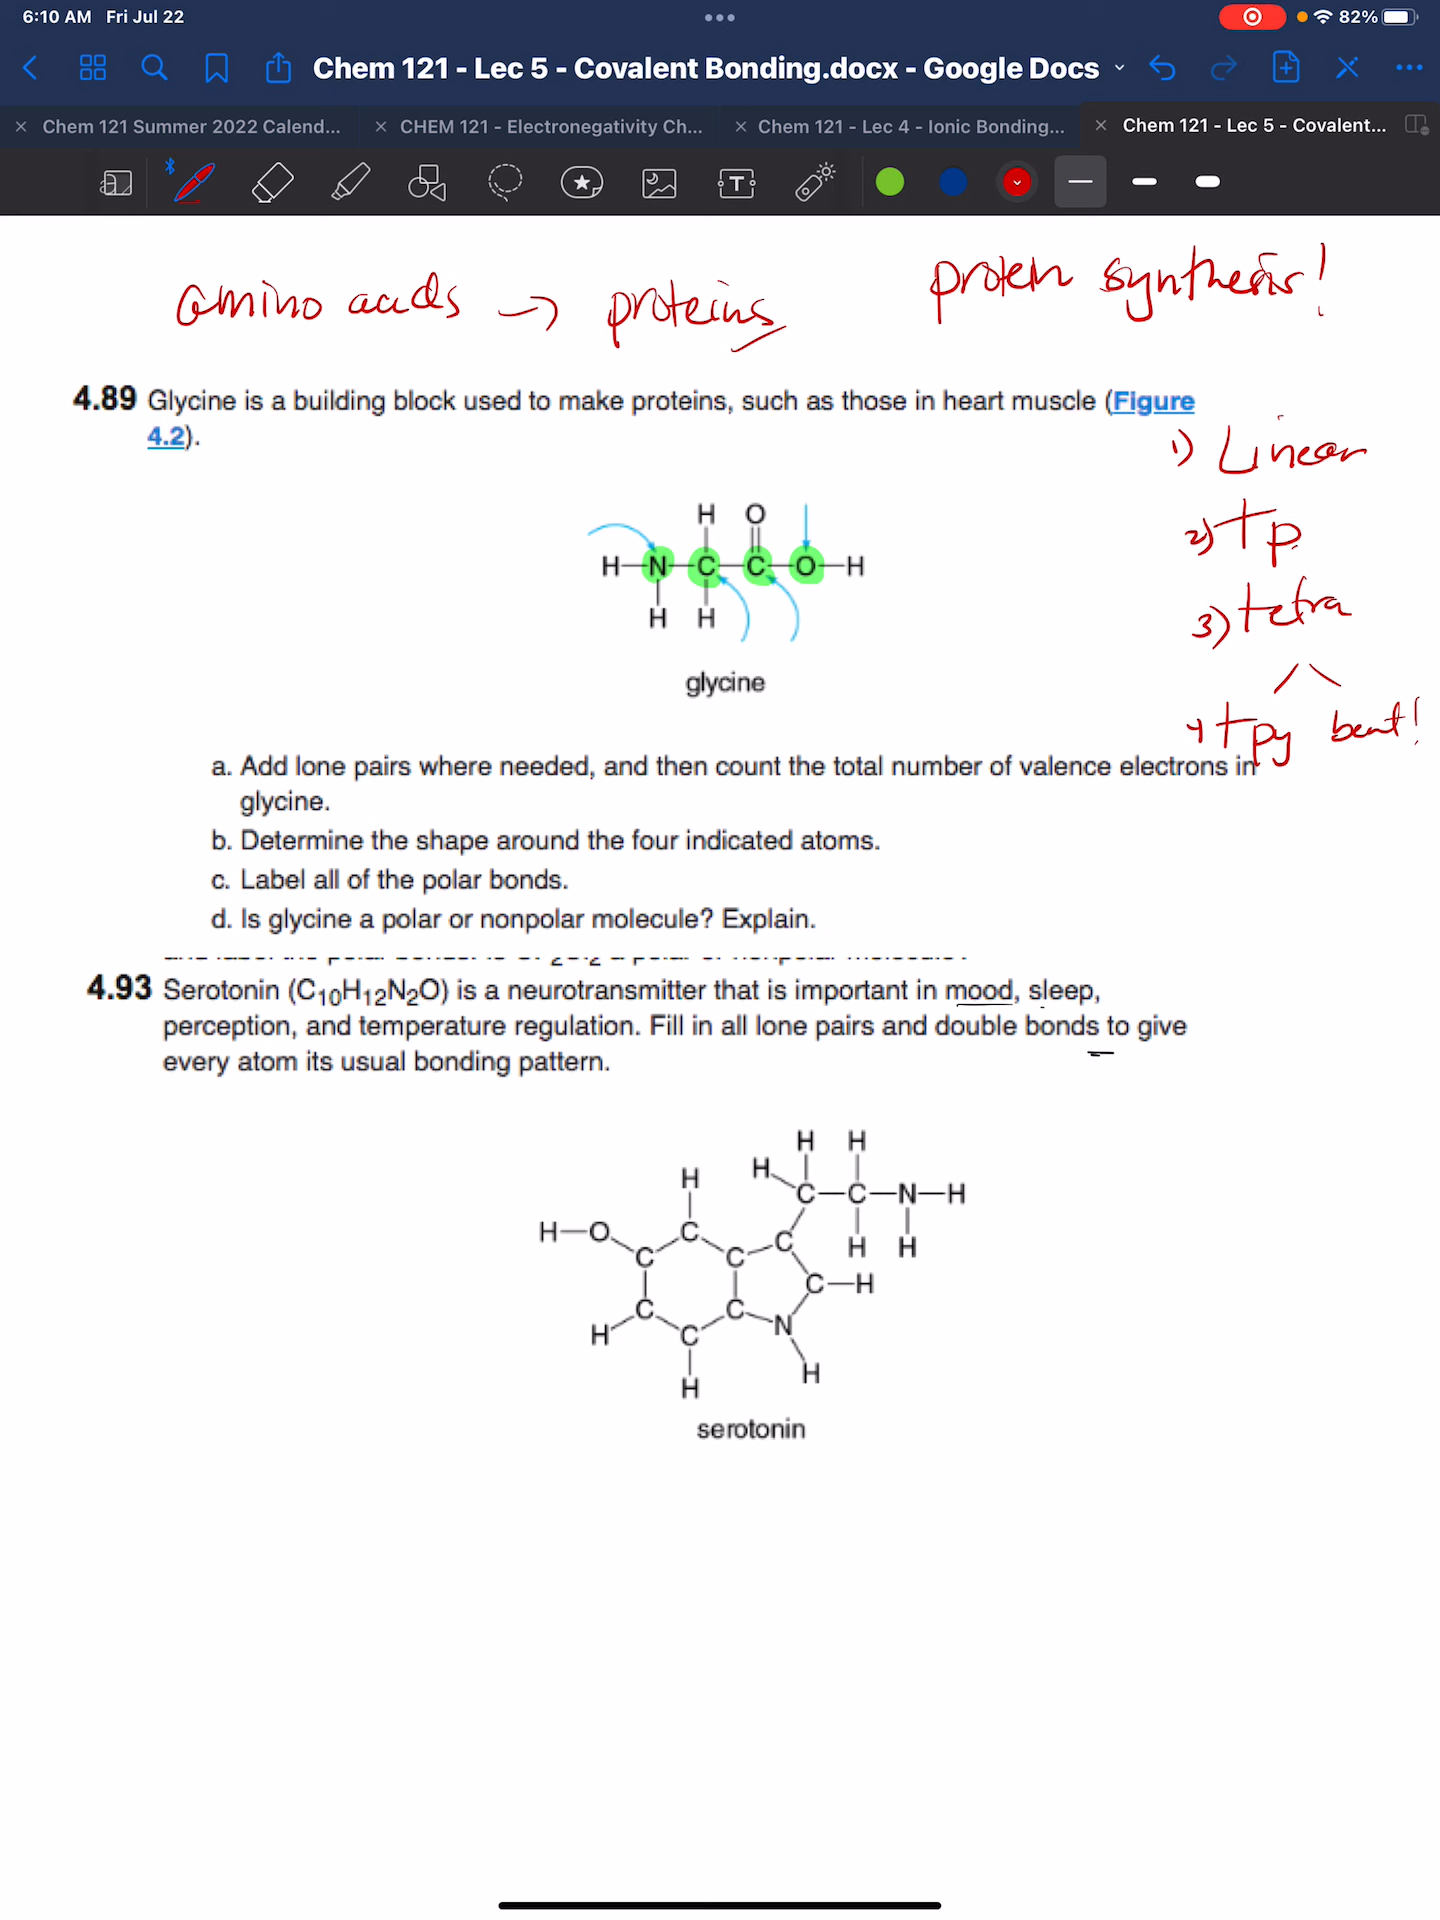 6:10 AM Fri Jul 22
82%
Chem 121 - Lec 5 - Covalent Bonding.docx - Google Docs
Chem 121 Summer 2022 Calend...
CHEM 121 - Electronegativity Ch...
Chem 121 - Lec 4 - Ionic Bonding...
Chem 121 - Lec 5 - Covalent...
amino acids → proteins
protein synthesis!
4.89 Glycine is a building block used to make proteins, such as those in heart muscle (Figure
4.2).
1) Linear
2) tp
3) tetra
4 tpy bent!
H O
H-N-C-C-O-H
H H
glycine
a. Add lone pairs where needed, and then count the total number of valence electrons in
glycine.
b. Determine the shape around the four indicated atoms.
c. Label all of the polar bonds.
d. Is glycine a polar or nonpolar molecule? Explain.
4.93 Serotonin (C10H12N2O) is a neurotransmitter that is important in mood, sleep,
perception, and temperature regulation. Fill in all lone pairs and double bonds to give
every atom its usual bonding pattern.
H H
H H
C-C-N-H
H-O C
C C C H H
C-H
C C
H C N
H
H
serotonin